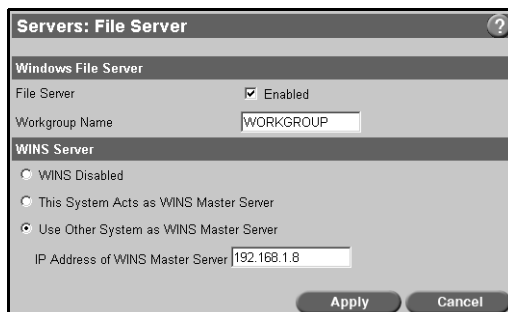 Servers: File Server
?
Windows File Server
File Server Enabled
Workgroup Name WORKGROUP
WINS Server
WINS Disabled
This System Acts as WINS Master Server
Use Other System as WINS Master Server
IP Address of WINS Master Server 192.168.1.8
Apply Cancel